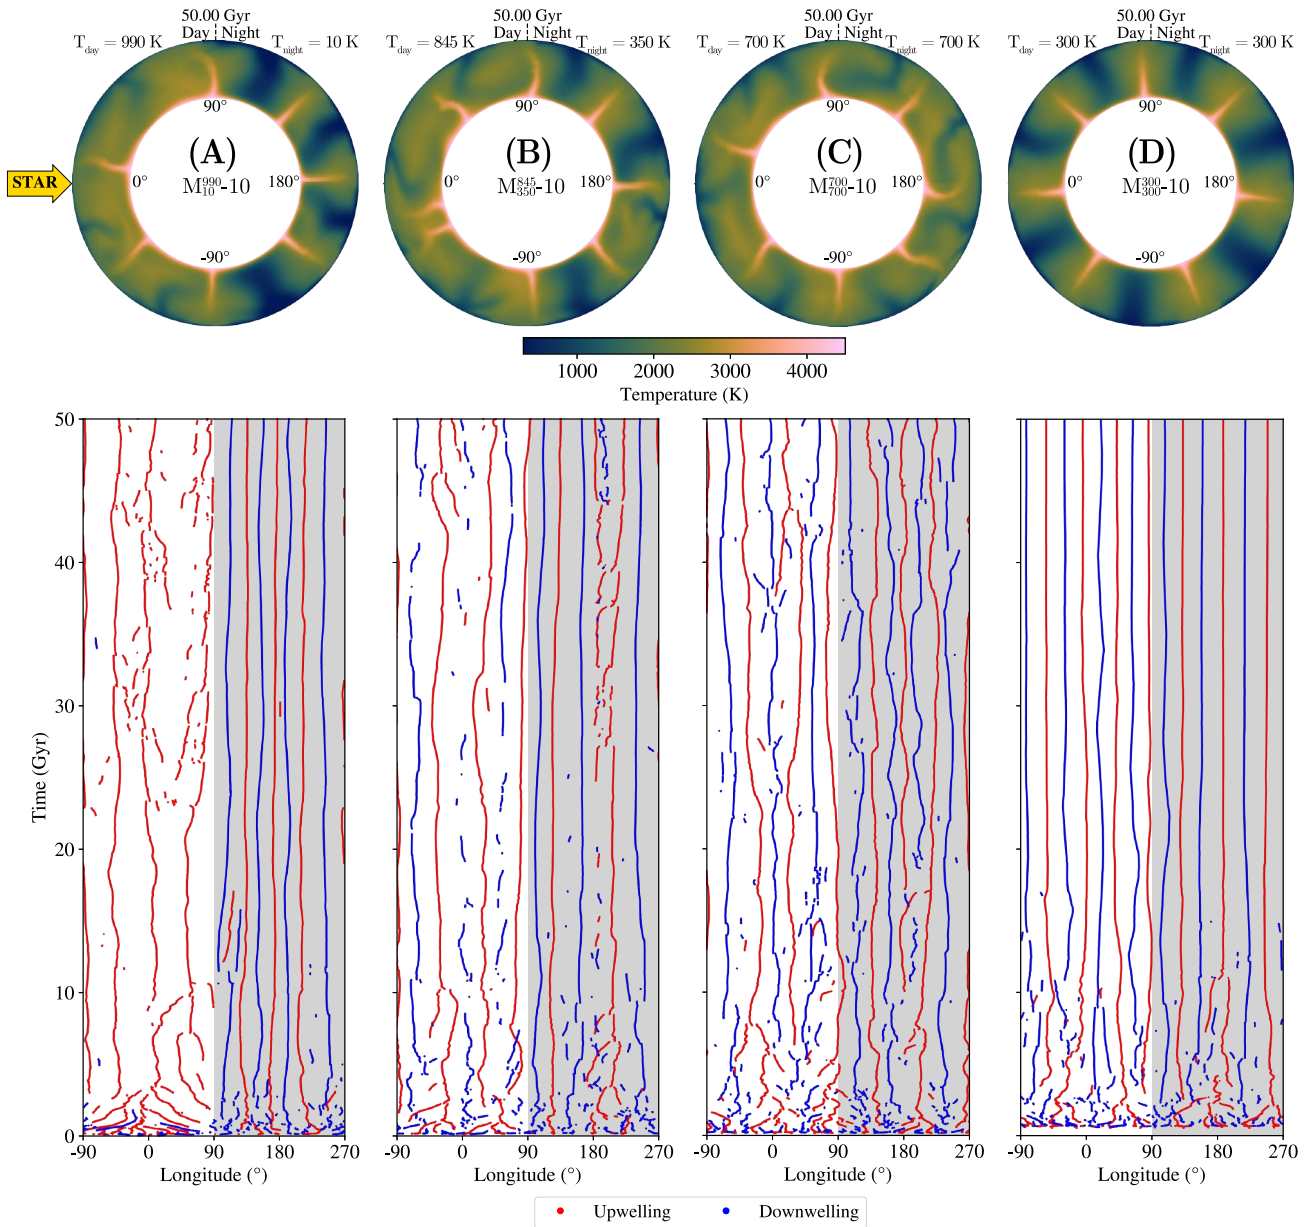 50.00 Gyr 50.00 Gyr 50.00 Gyr 50.00 Gyr
Day Night Day Night Day Night Day Night
T_day = 990 K T_night = 10 K T_day = 845 K T_night = 350 K T_day = 700 K T_night = 700 K T_day = 300 K T_night = 300 K
90° 90° 90° 90°
(A) (B) (C) (D)
STAR 0° M^990_10-10 180° 0° M^845_350-10 180° 0° M^700_700-10 180° 0° M^300_300-10 180°
-90° -90° -90° -90°
1000 2000 3000 4000
Temperature (K)
50
40
30
20
10
0
Time (Gyr)
-90 0 90 180 270 -90 0 90 180 270 -90 0 90 180 270 -90 0 90 180 270
Longitude (°) Longitude (°) Longitude (°) Longitude (°)
Upwelling Downwelling